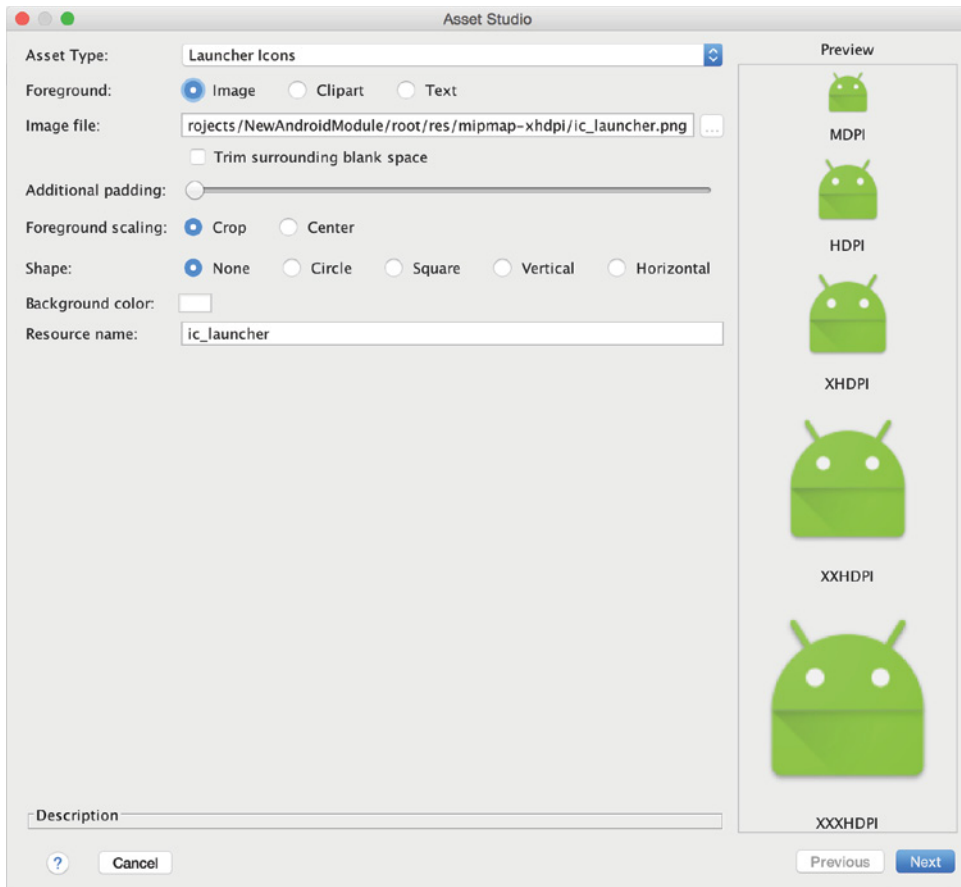 Asset Studio
Asset Type: Launcher Icons
Foreground: Image Clipart Text
Image file: rojects/NewAndroidModule/root/res/mipmap-xhdpi/ic_launcher.png ...
Trim surrounding blank space
Additional padding:
Foreground scaling: Crop Center
Shape: None Circle Square Vertical Horizontal
Background color:
Resource name: ic_launcher
Preview
MDPI
HDPI
XHDPI
XXHDPI
XXXHDPI
Description
? Cancel Previous Next